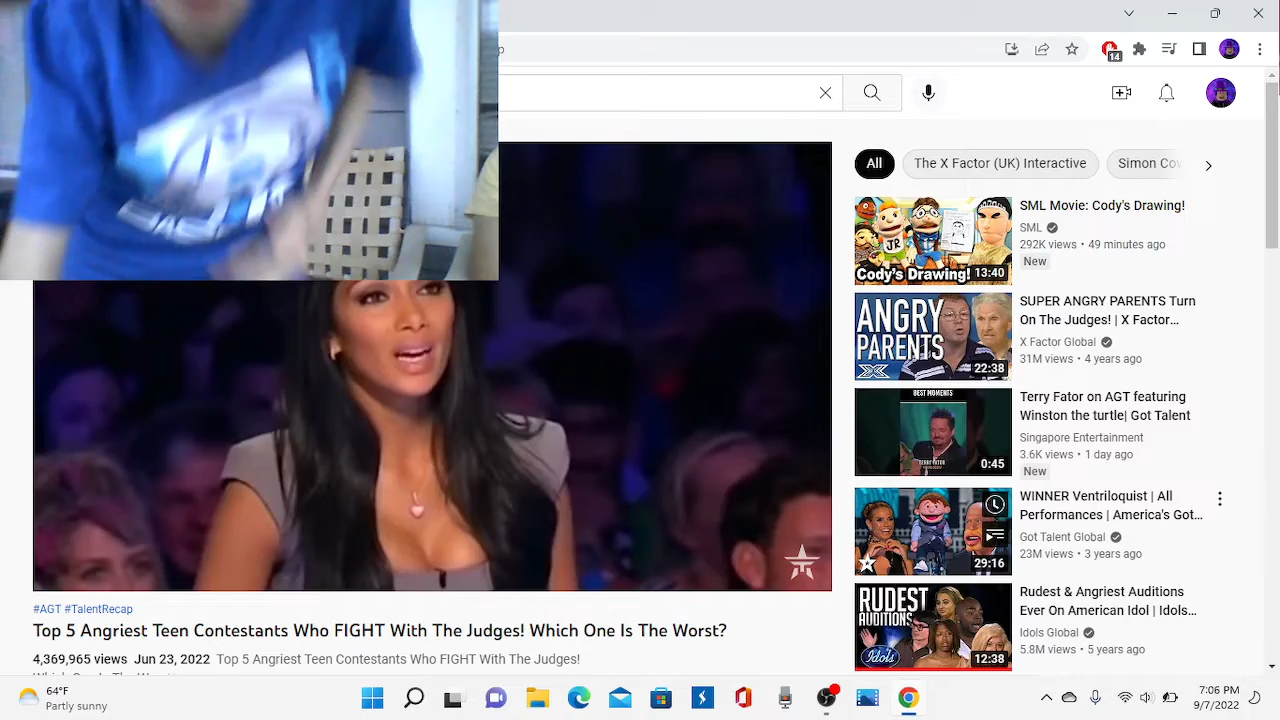 14
All
The X Factor (UK) Interactive
Simon Cov
SML Movie: Cody's Drawing!
SML
292K views • 49 minutes ago
New
JR
Cody's Drawing!
13:40
SUPER ANGRY PARENTS Turn
On The Judges! | X Factor...
X Factor Global
31M views • 4 years ago
ANGRY
PARENTS
X
22:38
Terry Fator on AGT featuring
Winston the turtle| Got Talent
Singapore Entertainment
3.6K views • 1 day ago
New
BEST MOMENTS
TERRY FATOR
0:45
WINNER Ventriloquist | All
Performances | America's Got...
Got Talent Global
23M views • 3 years ago
29:16
Rudest & Angriest Auditions
Ever On American Idol | Idols...
Idols Global
5.8M views • 5 years ago
RUDEST
AUDITIONS
Idols
12:38
#AGT #TalentRecap
Top 5 Angriest Teen Contestants Who FIGHT With The Judges! Which One Is The Worst?
4,369,965 views Jun 23, 2022 Top 5 Angriest Teen Contestants Who FIGHT With The Judges!
64°F
Partly sunny
7:06 PM
9/7/2022